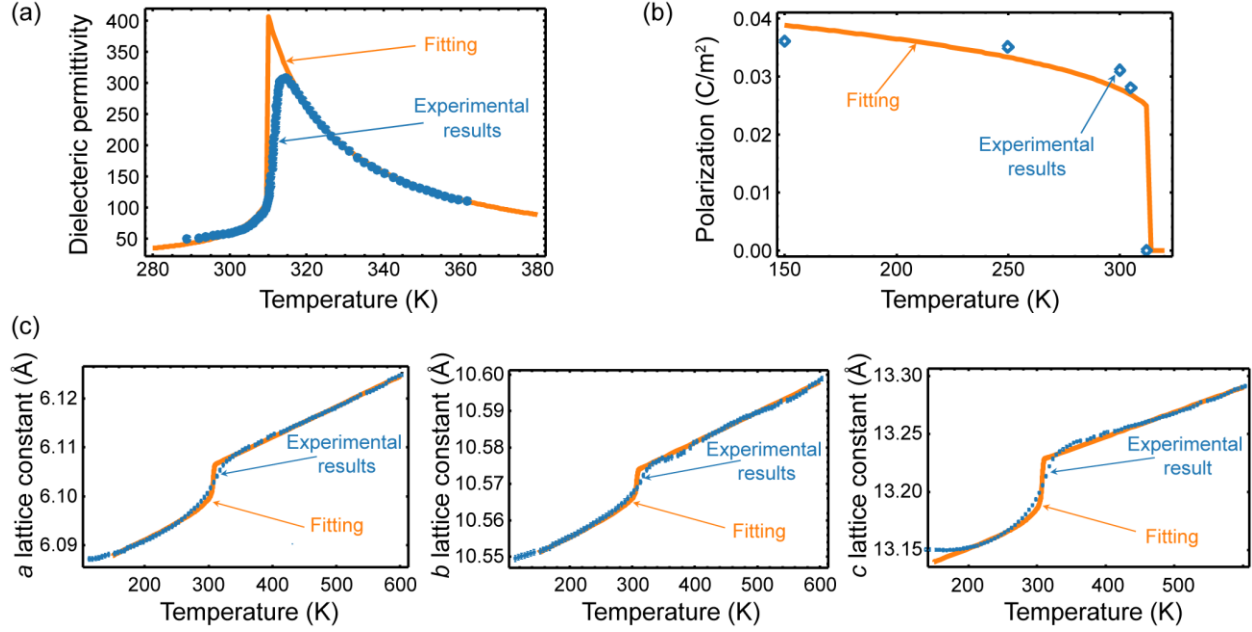 (a)
Dielecteric permittivity
400
350
300
250
200
150
100
50
280
300
320
340
360
380
Temperature (K)
Fitting
Experimental
results
(b)
Polarization (C/m²)
0.04
0.03
0.02
0.01
0.00
150
200
250
300
Temperature (K)
Fitting
Experimental
results
(c)
a lattice constant (Å)
6.12
6.11
6.10
6.09
200
300
400
500
600
Temperature (K)
Experimental
results
Fitting
b lattice constant (Å)
10.60
10.59
10.58
10.57
10.56
10.55
200
300
400
500
600
Temperature (K)
Experimental
results
Fitting
c lattice constant (Å)
13.30
13.25
13.20
13.15
200
300
400
500
Temperature (K)
Experimental
result
Fitting